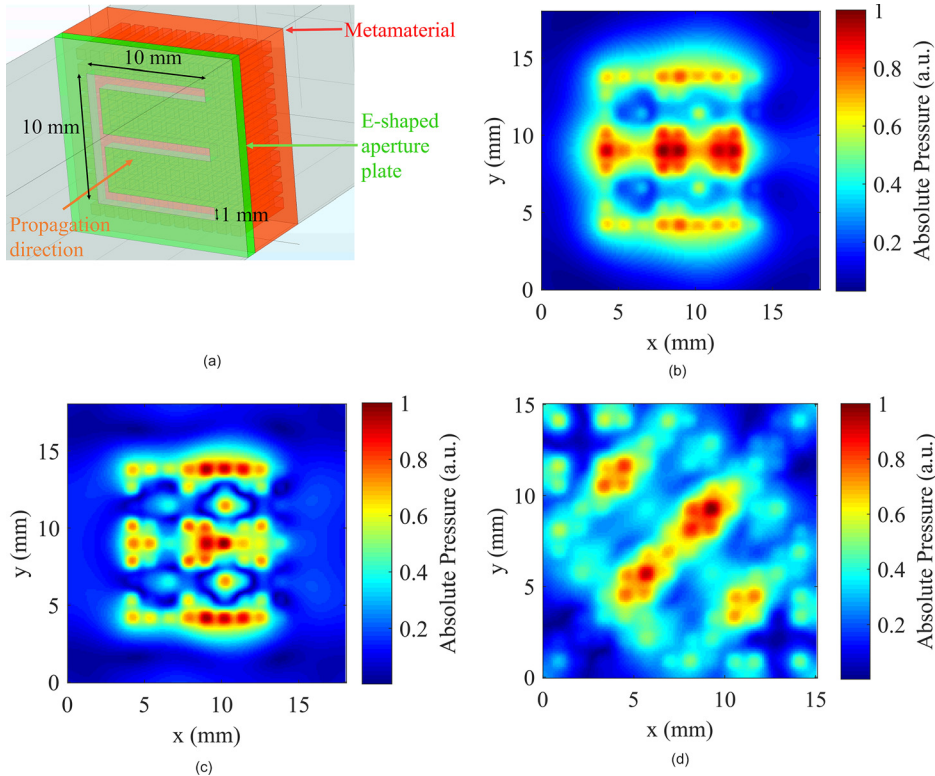 Metamaterial
10 mm
10 mm
E-shaped
aperture
plate
1 mm
Propagation
direction
(a)
15
10
5
0
y (mm)
0
5
10
15
x (mm)
1
0.8
0.6
0.4
0.2
Absolute Pressure (a.u.)
(b)
15
10
5
0
y (mm)
0
5
10
15
x (mm)
1
0.8
0.6
0.4
0.2
Absolute Pressure (a.u.)
(c)
15
10
5
0
y (mm)
0
5
10
15
x (mm)
1
0.8
0.6
0.4
0.2
Absolute Pressure (a.u.)
(d)